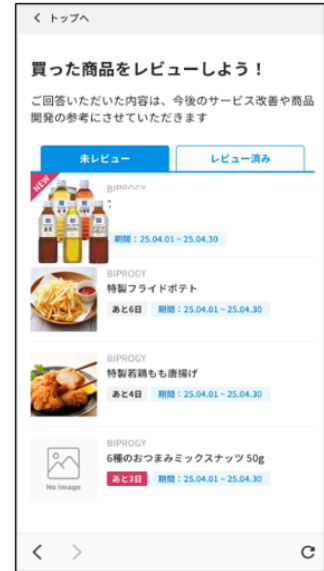 トップへ
買った商品をレビューしよう！
ご回答いただいた内容は、今後のサービス改善や商品
開発の参考にさせていただきます
未レビュー
レビュー済み
NEW
BIPROGY
:
期間：25.04.01 ~ 25.04.30
BIPROGY
特製フライドポテト
あと6日 期間：25.04.01 ~ 25.04.30
BIPROGY
特製若鶏もも唐揚げ
あと4日 期間：25.04.01 ~ 25.04.30
No Image
BIPROGY
6種のおつまみミックスナッツ 50g
あと3日 期間：25.04.01 ~ 25.04.30